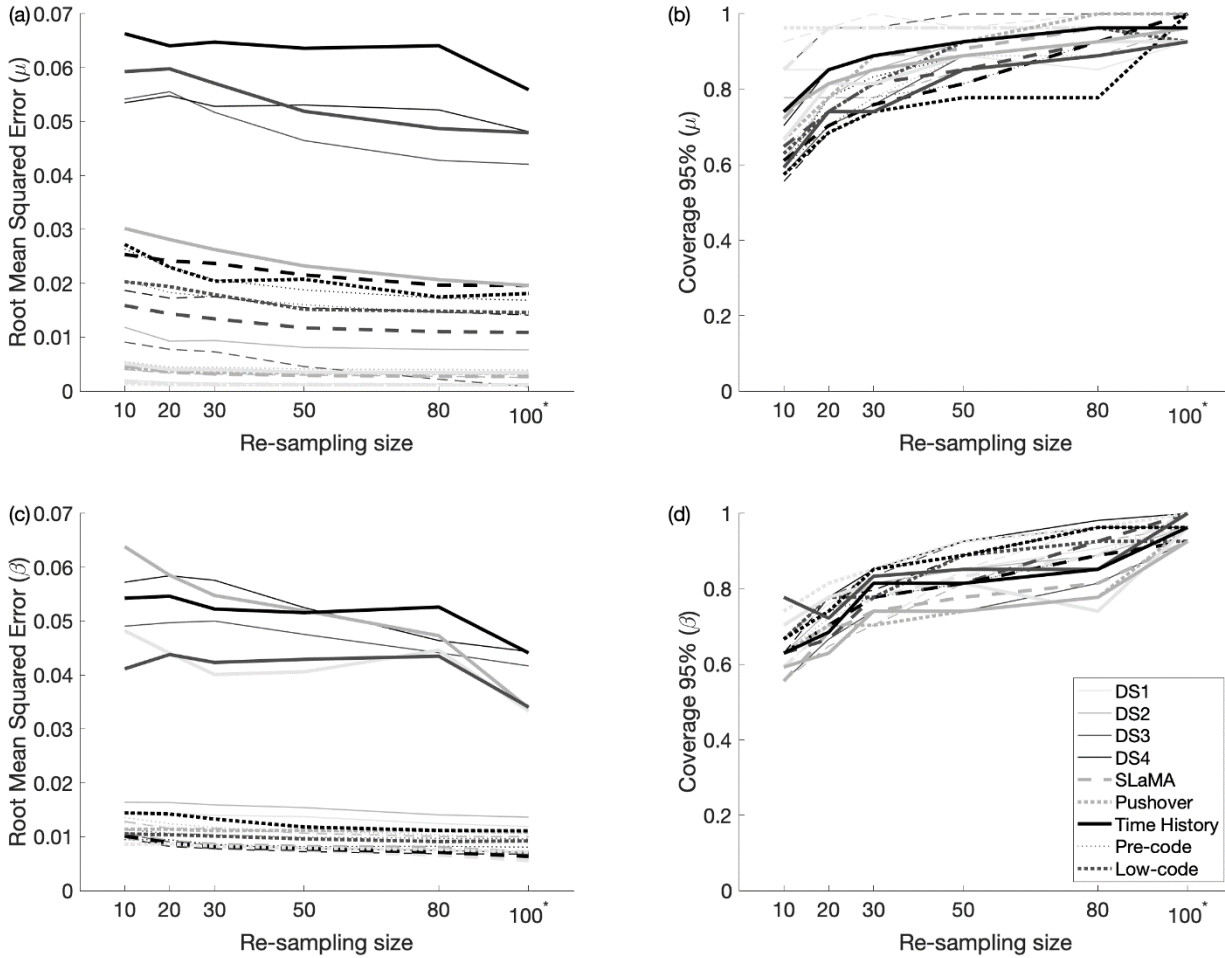 (a)
0.07
0.06
0.05
0.04
0.03
0.02
0.01
0
Root Mean Squared Error (μ)
10 20 30 50 80 100*
Re-sampling size
(b)
1
0.8
0.6
0.4
0.2
0
Coverage 95% (μ)
10 20 30 50 80 100*
Re-sampling size
(c)
0.07
0.06
0.05
0.04
0.03
0.02
0.01
0
Root Mean Squared Error (β)
10 20 30 50 80 100*
Re-sampling size
(d)
1
0.8
0.6
0.4
0.2
0
Coverage 95% (β)
10 20 30 50 80 100*
Re-sampling size
DS1
DS2
DS3
DS4
SLaMA
Pushover
Time History
Pre-code
Low-code